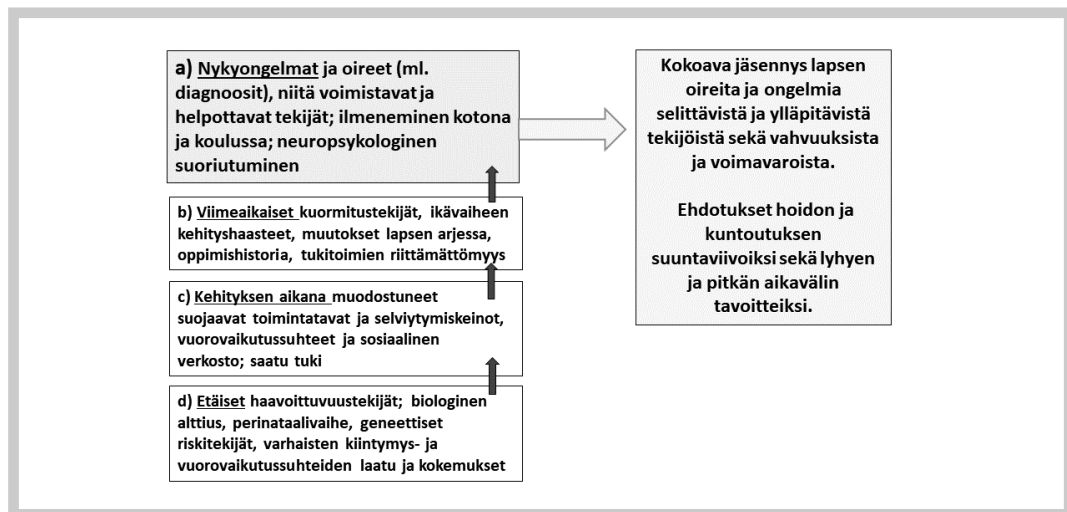 a) Nykyongelmat ja oireet (ml.
diagnoosit), niitä voimistavat ja
helpottavat tekijät; ilmeneminen kotona
ja koulussa; neuropsykologinen
suoriutuminen
b) Viimeaikaiset kuormitustekijät, ikävaiheen
kehityshaasteet, muutokset lapsen arjessa,
oppimishistoria, tukitoimien riittämättömyys
c) Kehityksen aikana muodostuneet
suojaavat toimintatavat ja selviytymiskeinot,
vuorovaikutussuhteet ja sosiaalinen
verkosto; saatu tuki
d) Etäiset haavoittuvuustekijät; biologinen
alttius, perinataalivaihe, geneettiset
riskitekijät, varhaisten kiintymys- ja
vuorovaikutussuhteiden laatu ja kokemukset
Kokoava jäsennys lapsen
oireita ja ongelmia
selittävistä ja ylläpitävistä
tekijöistä sekä vahvuuksista
ja voimavaroista.
Ehdotukset hoidon ja
kuntoutuksen
suuntaviivoiksi sekä lyhyen
ja pitkän aikavälin
tavoitteiksi.